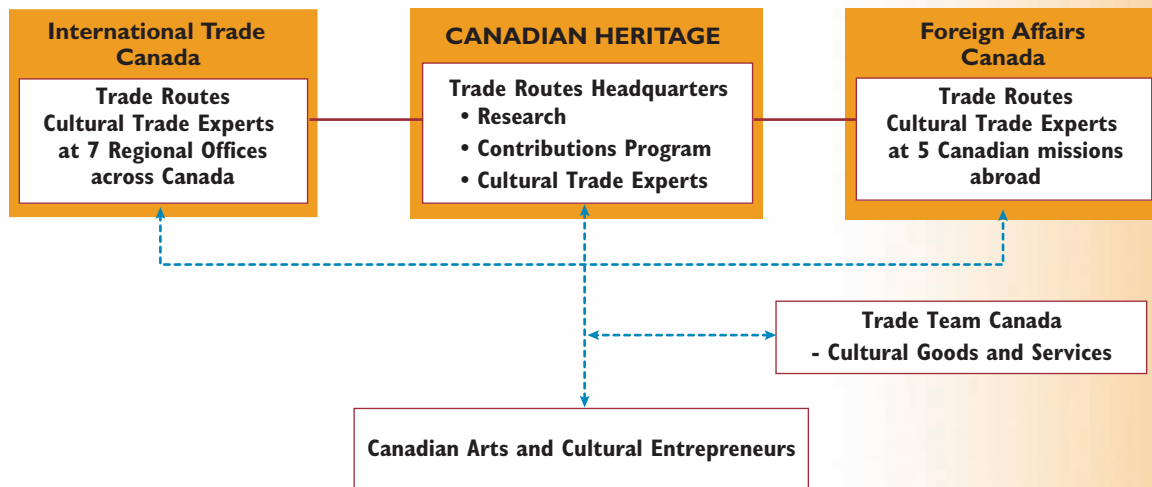 International Trade
Canada
Trade Routes
Cultural Trade Experts
at 7 Regional Offices
across Canada
CANADIAN HERITAGE
Trade Routes Headquarters
• Research
• Contributions Program
• Cultural Trade Experts
Foreign Affairs
Canada
Trade Routes
Cultural Trade Experts
at 5 Canadian missions
abroad
Trade Team Canada
- Cultural Goods and Services
Canadian Arts and Cultural Entrepreneurs